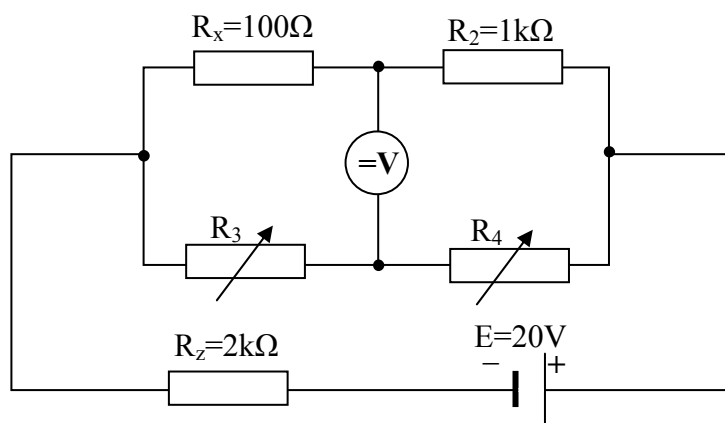 Rx=100Ω
R2=1kΩ
=V
R3
R4
E=20V
Rz=2kΩ
− +